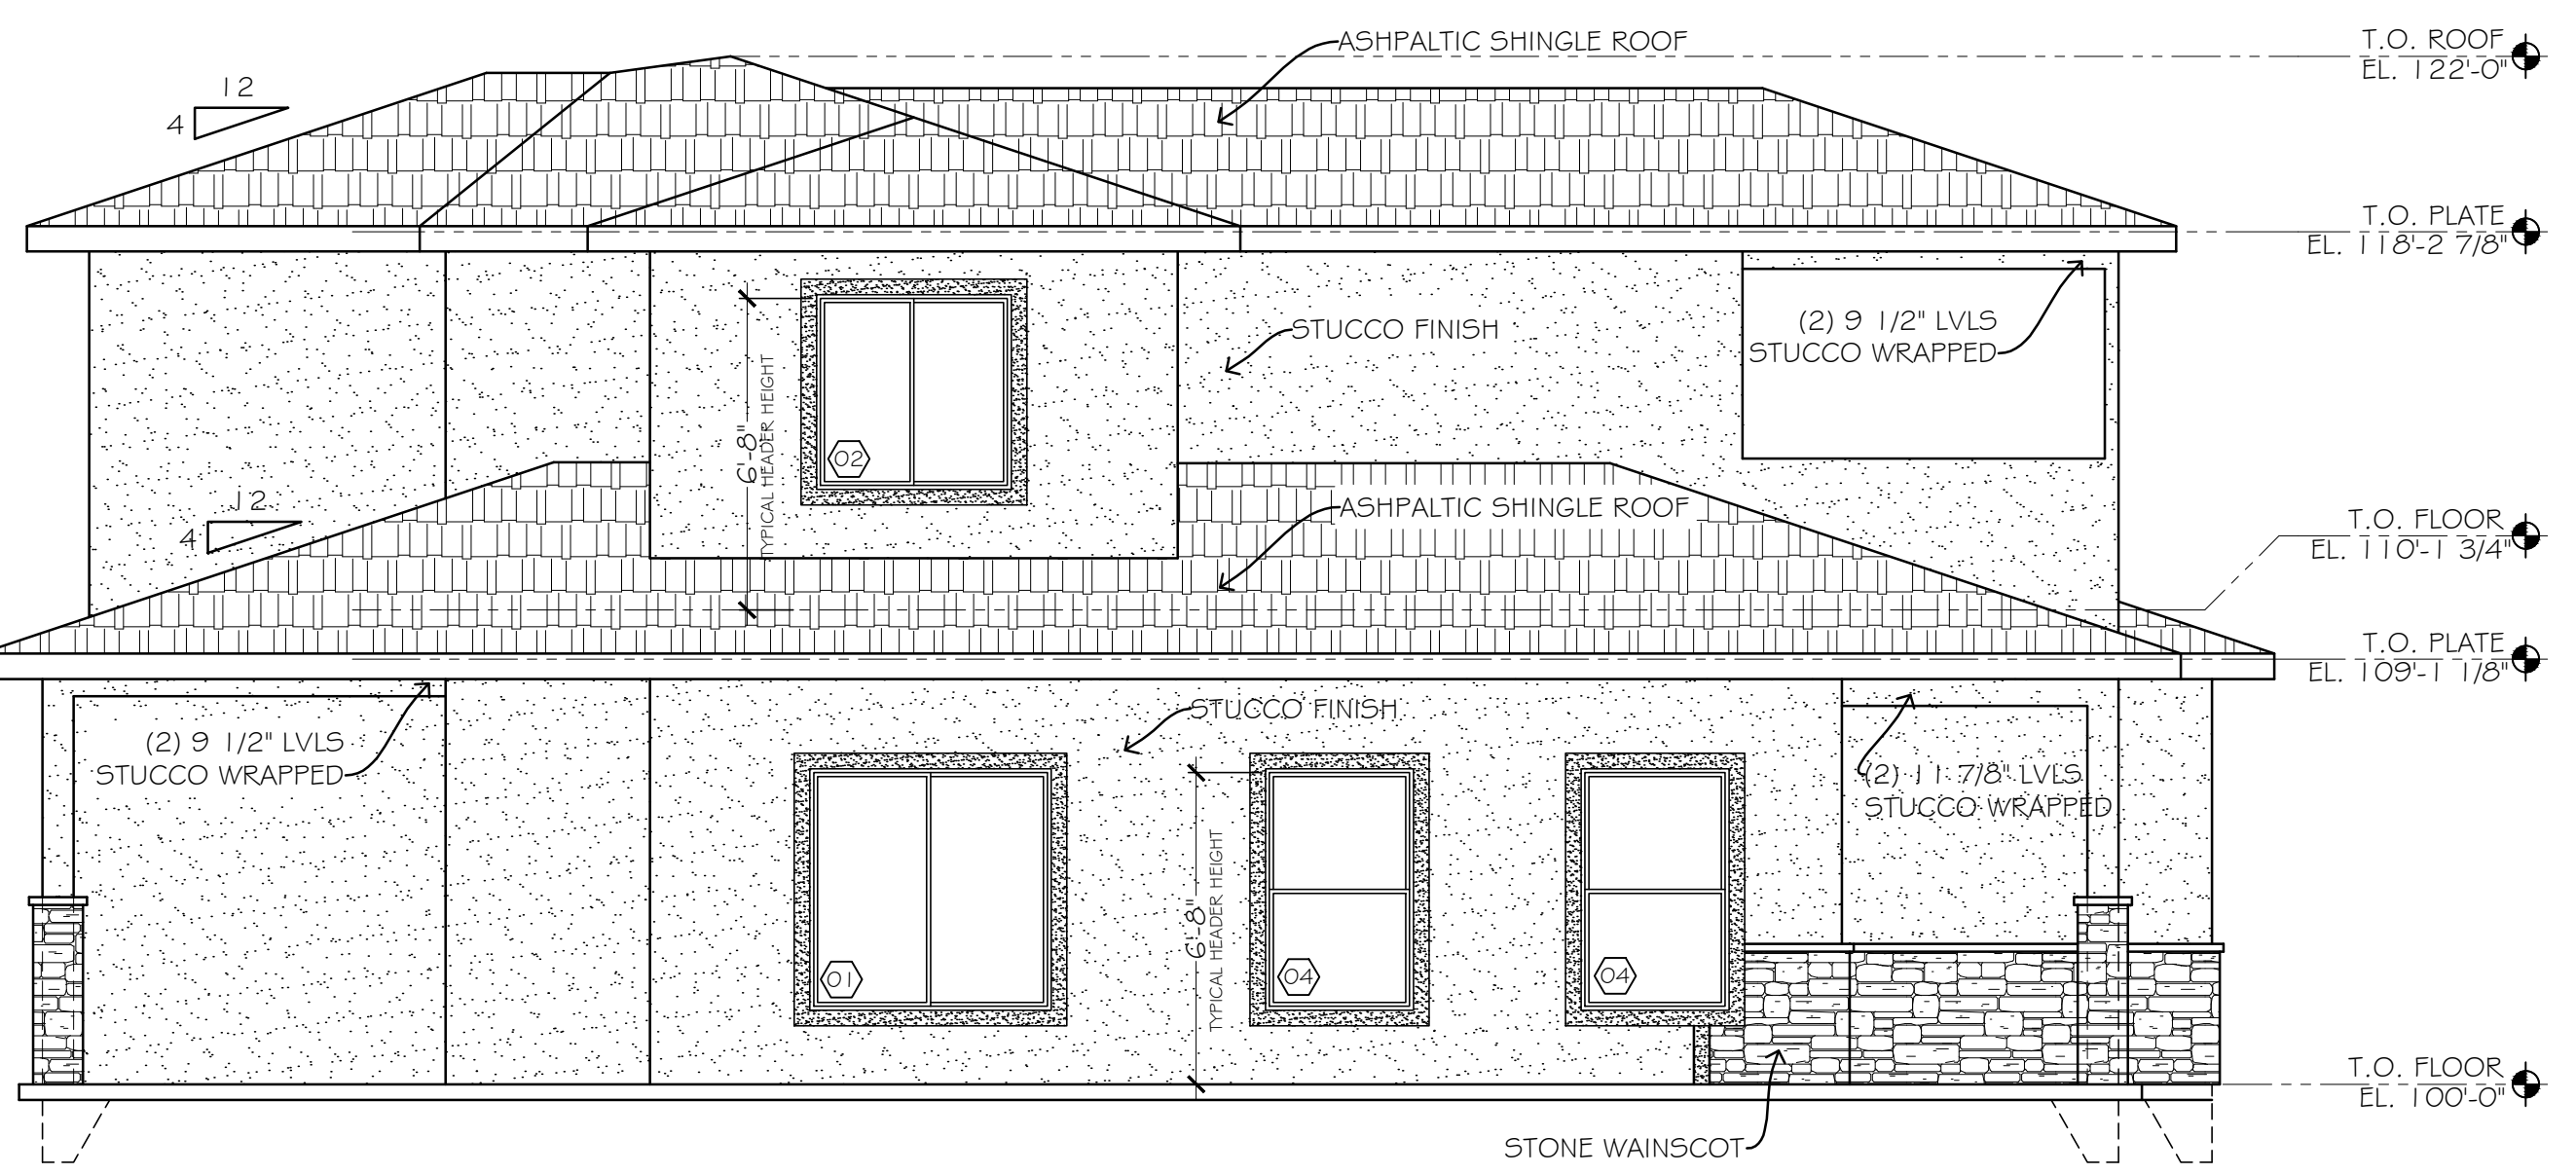 ASHPALTIC SHINGLE ROOF
T.O. ROOF
EL. 122'-0"
12
4
T.O. PLATE
EL. 118'-2 7/8"
(2) 9 1/2" LVLS
STUCCO WRAPPED
STUCCO FINISH
6'-8"
TYPICAL HEADER HEIGHT
02
12
4
ASHPALTIC SHINGLE ROOF
T.O. FLOOR
EL. 110'-1 3/4"
T.O. PLATE
EL. 109'-1 1/8"
STUCCO FINISH
(2) 9 1/2" LVLS
STUCCO WRAPPED
(2) 11 7/8" LVLS
STUCCO WRAPPED
6'-8"
TYPICAL HEADER HEIGHT
01
04
04
T.O. FLOOR
EL. 100'-0"
STONE WAINSCOT